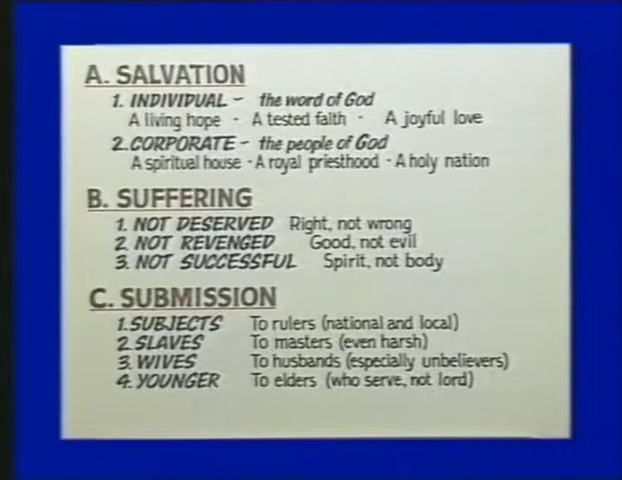 A. SALVATION
1. INDIVIDUAL - the word of God
A living hope - A tested faith - A joyful love
2. CORPORATE - the people of God
A spiritual house - A royal priesthood - A holy nation
B. SUFFERING
1. NOT DESERVED Right, not wrong
2. NOT REVENGED Good, not evil
3. NOT SUCCESSFUL Spirit, not body
C. SUBMISSION
1. SUBJECTS To rulers (national and local)
2. SLAVES To masters (even harsh)
3. WIVES To husbands (especially unbelievers)
4. YOUNGER To elders (who serve, not lord)